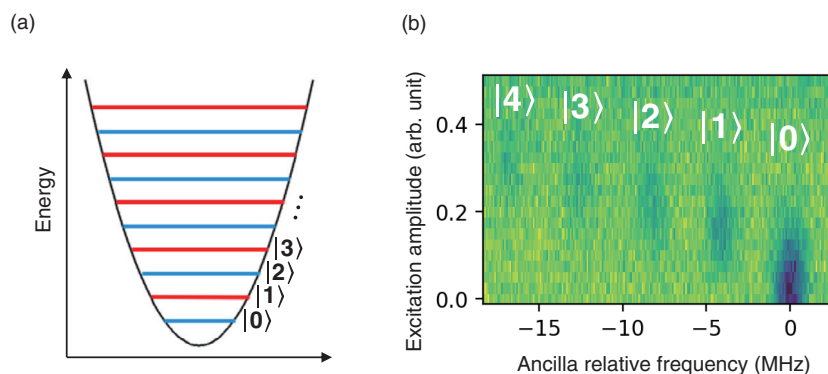 (a)
Energy
|3⟩
|2⟩
|1⟩
|0⟩
(b)
Excitation amplitude (arb. unit)
0.4
0.2
0.0
|4⟩ |3⟩ |2⟩ |1⟩ |0⟩
−15 −10 −5 0
Ancilla relative frequency (MHz)